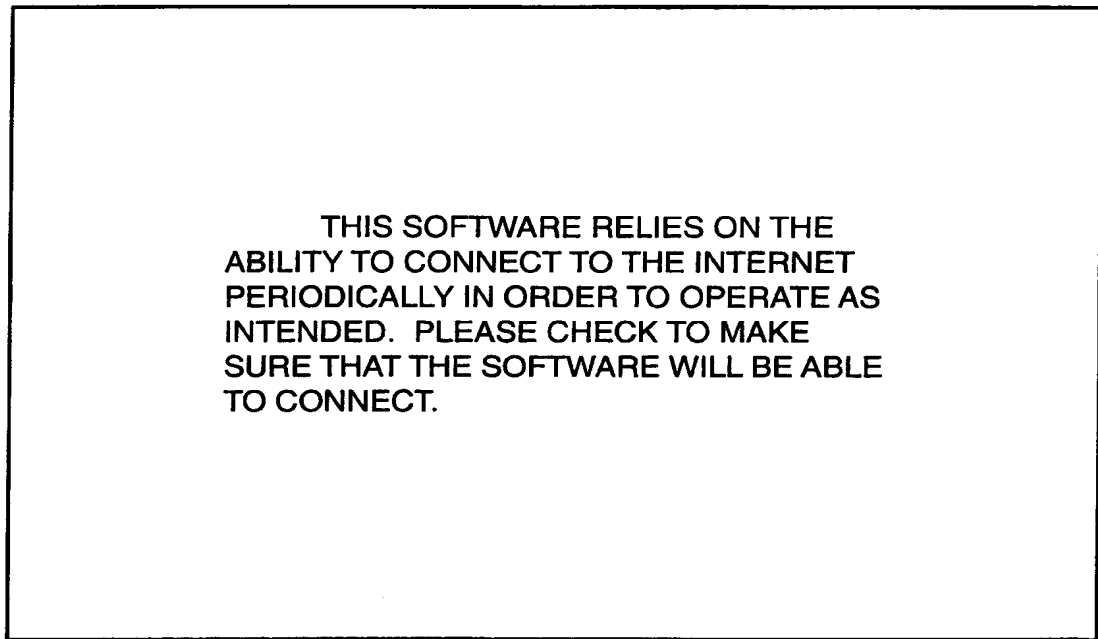 THIS SOFTWARE RELIES ON THE
ABILITY TO CONNECT TO THE INTERNET
PERIODICALLY IN ORDER TO OPERATE AS
INTENDED. PLEASE CHECK TO MAKE
SURE THAT THE SOFTWARE WILL BE ABLE
TO CONNECT.